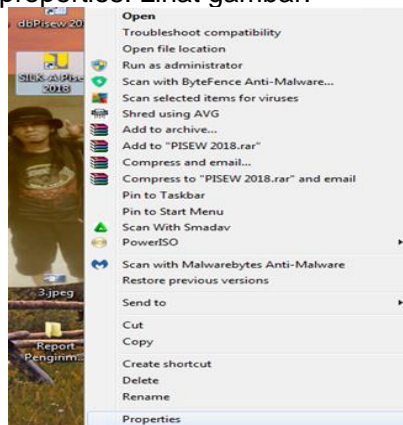 properties. Lihat gambar.
dbPisew 20
SILK-A Pise
2018
3.jpeg
Report
Pengirim...
Open
Troubleshoot compatibility
Open file location
Run as administrator
Scan with ByteFence Anti-Malware...
Scan selected items for viruses
Shred using AVG
Add to archive...
Add to "PISEW 2018.rar"
Compress and email...
Compress to "PISEW 2018.rar" and email
Pin to Taskbar
Pin to Start Menu
Scan With Smadav
PowerISO
Scan with Malwarebytes Anti-Malware
Restore previous versions
Send to
Cut
Copy
Create shortcut
Delete
Rename
Properties